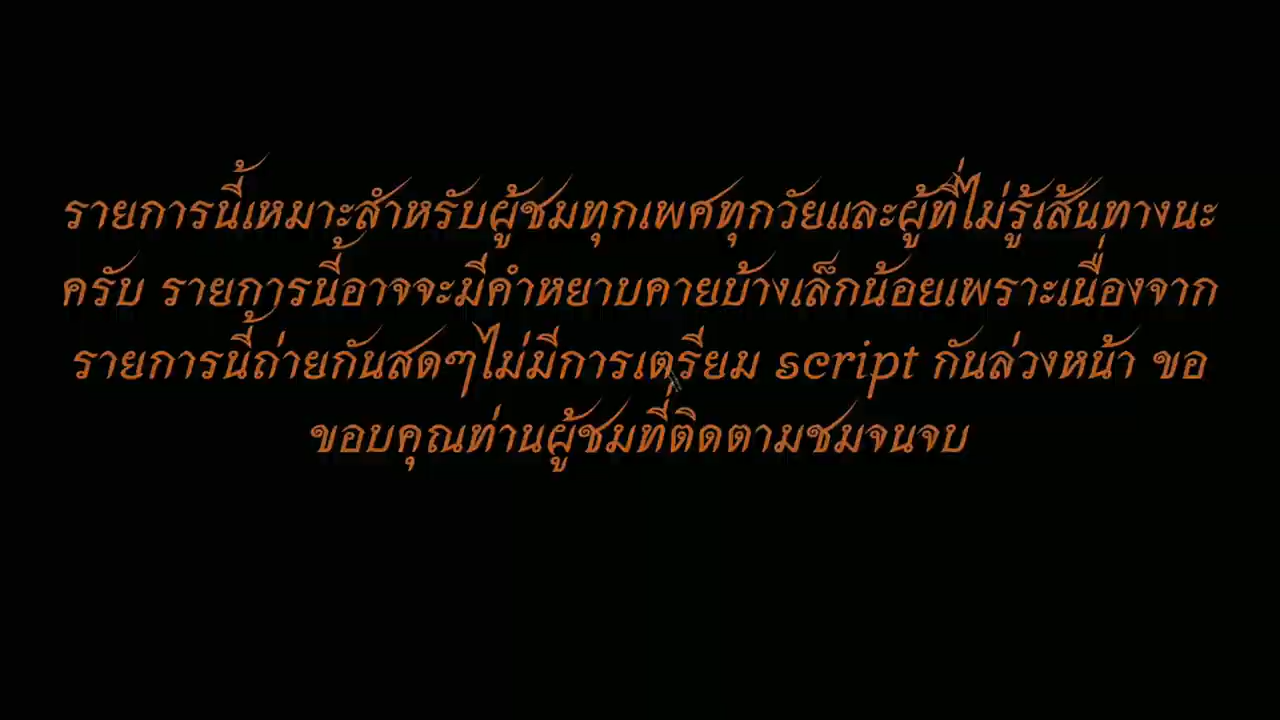 รายการนี้เหมาะสำหรับผู้ชมทุกเพศทุกวัยและผู้ที่ไม่รู้เส้นทางนะ
ครับ รายการนี้อาจจะมีคำหยาบคายบ้างเล็กน้อยเพราะเนื่องจาก
รายการนี้ถ่ายกันสดๆไม่มีการเตรียม script กันล่วงหน้า ขอ
ขอบคุณท่านผู้ชมที่ติดตามชมจนจบ